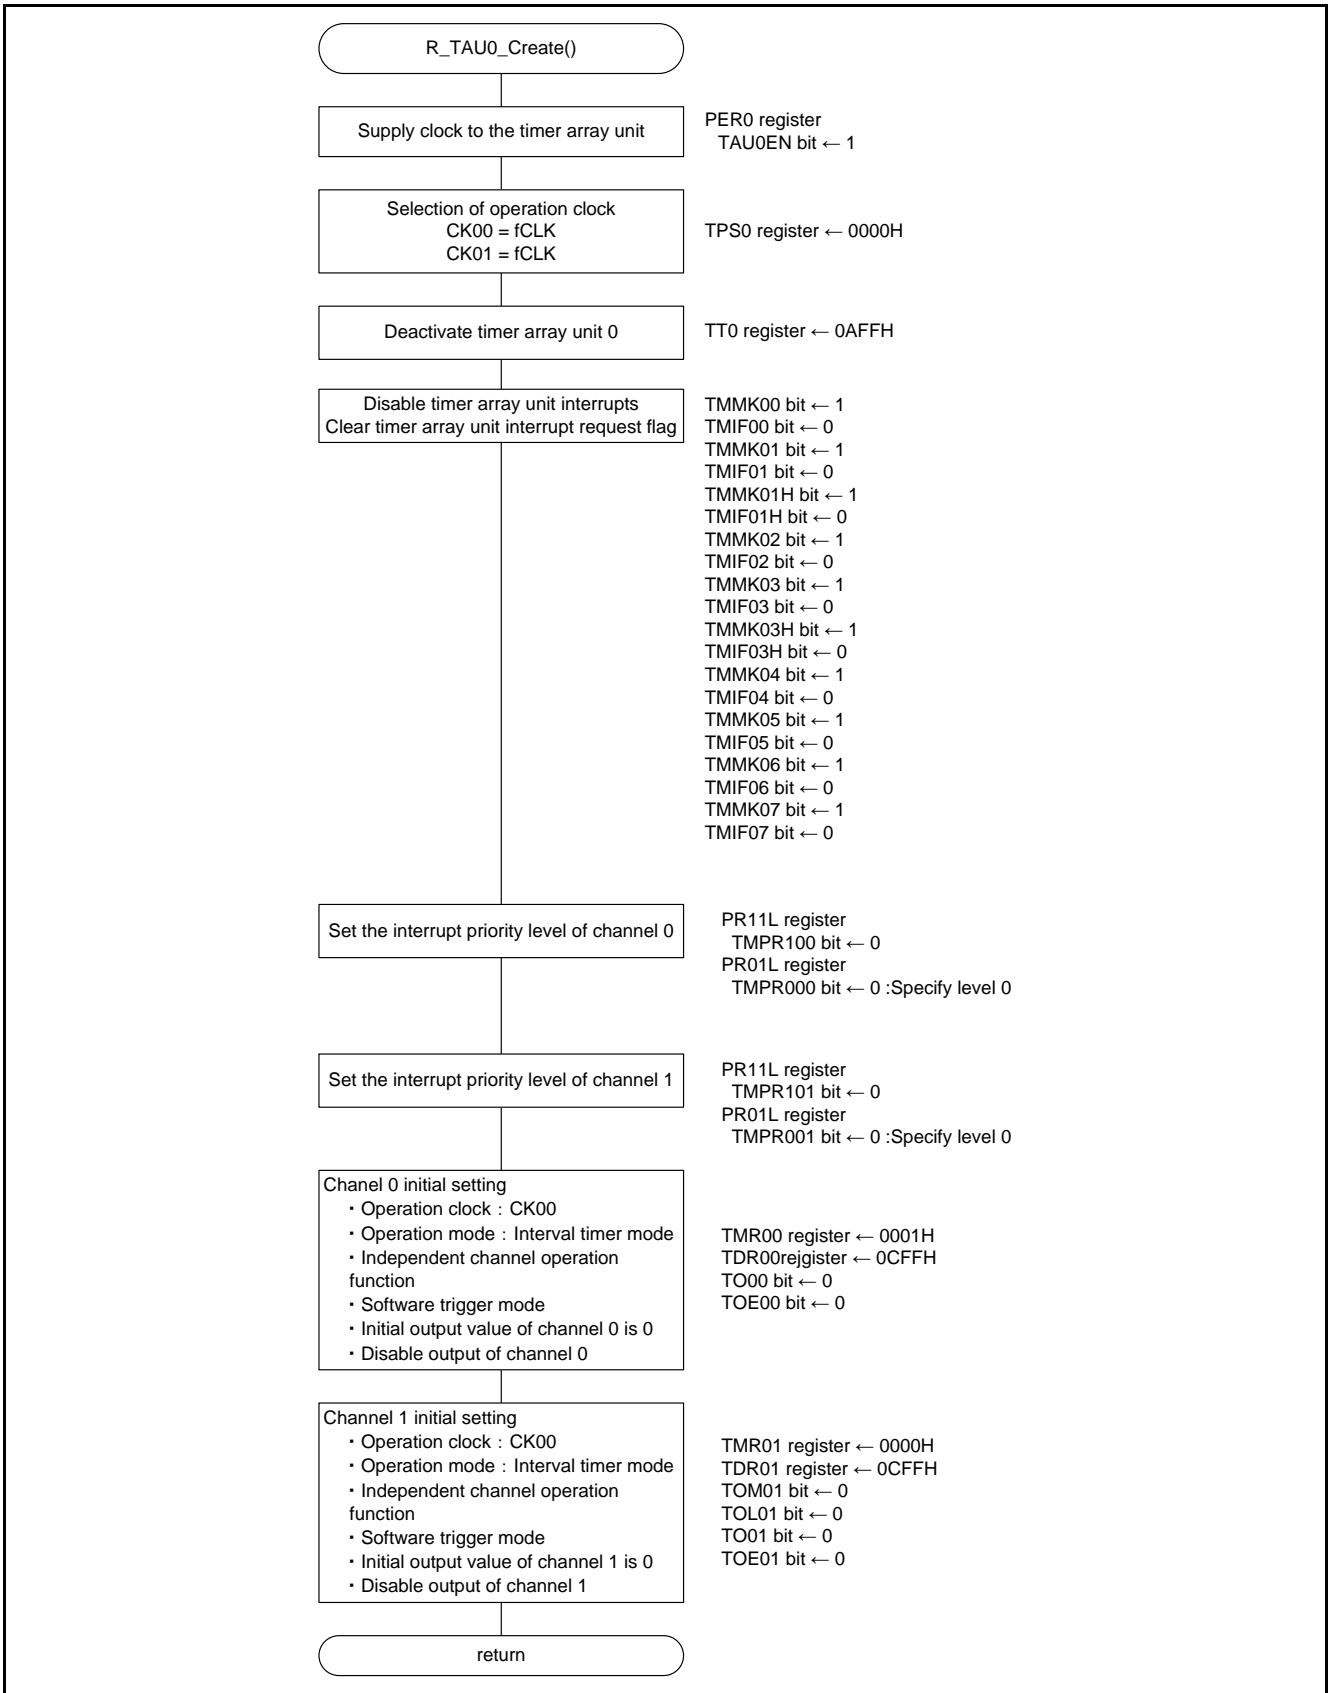 R_TAU0_Create()
Supply clock to the timer array unit
PER0 register
TAU0EN bit ← 1
Selection of operation clock
CK00 = fCLK
CK01 = fCLK
TPS0 register ← 0000H
Deactivate timer array unit 0
TT0 register ← 0AFFH
Disable timer array unit interrupts
Clear timer array unit interrupt request flag
TMMK00 bit ← 1
TMIF00 bit ← 0
TMMK01 bit ← 1
TMIF01 bit ← 0
TMMK01H bit ← 1
TMIF01H bit ← 0
TMMK02 bit ← 1
TMIF02 bit ← 0
TMMK03 bit ← 1
TMIF03 bit ← 0
TMMK03H bit ← 1
TMIF03H bit ← 0
TMMK04 bit ← 1
TMIF04 bit ← 0
TMMK05 bit ← 1
TMIF05 bit ← 0
TMMK06 bit ← 1
TMIF06 bit ← 0
TMMK07 bit ← 1
TMIF07 bit ← 0
Set the interrupt priority level of channel 0
PR11L register
TMPR100 bit ← 0
PR01L register
TMPR000 bit ← 0 :Specify level 0
Set the interrupt priority level of channel 1
PR11L register
TMPR101 bit ← 0
PR01L register
TMPR001 bit ← 0 :Specify level 0
Chanel 0 initial setting
・Operation clock：CK00
・Operation mode：Interval timer mode
・Independent channel operation
function
・Software trigger mode
・Initial output value of channel 0 is 0
・Disable output of channel 0
TMR00 register ← 0001H
TDR00rejgister ← 0CFFH
TO00 bit ← 0
TOE00 bit ← 0
Channel 1 initial setting
・Operation clock：CK00
・Operation mode：Interval timer mode
・Independent channel operation
function
・Software trigger mode
・Initial output value of channel 1 is 0
・Disable output of channel 1
TMR01 register ← 0000H
TDR01 register ← 0CFFH
TOM01 bit ← 0
TOL01 bit ← 0
TO01 bit ← 0
TOE01 bit ← 0
return